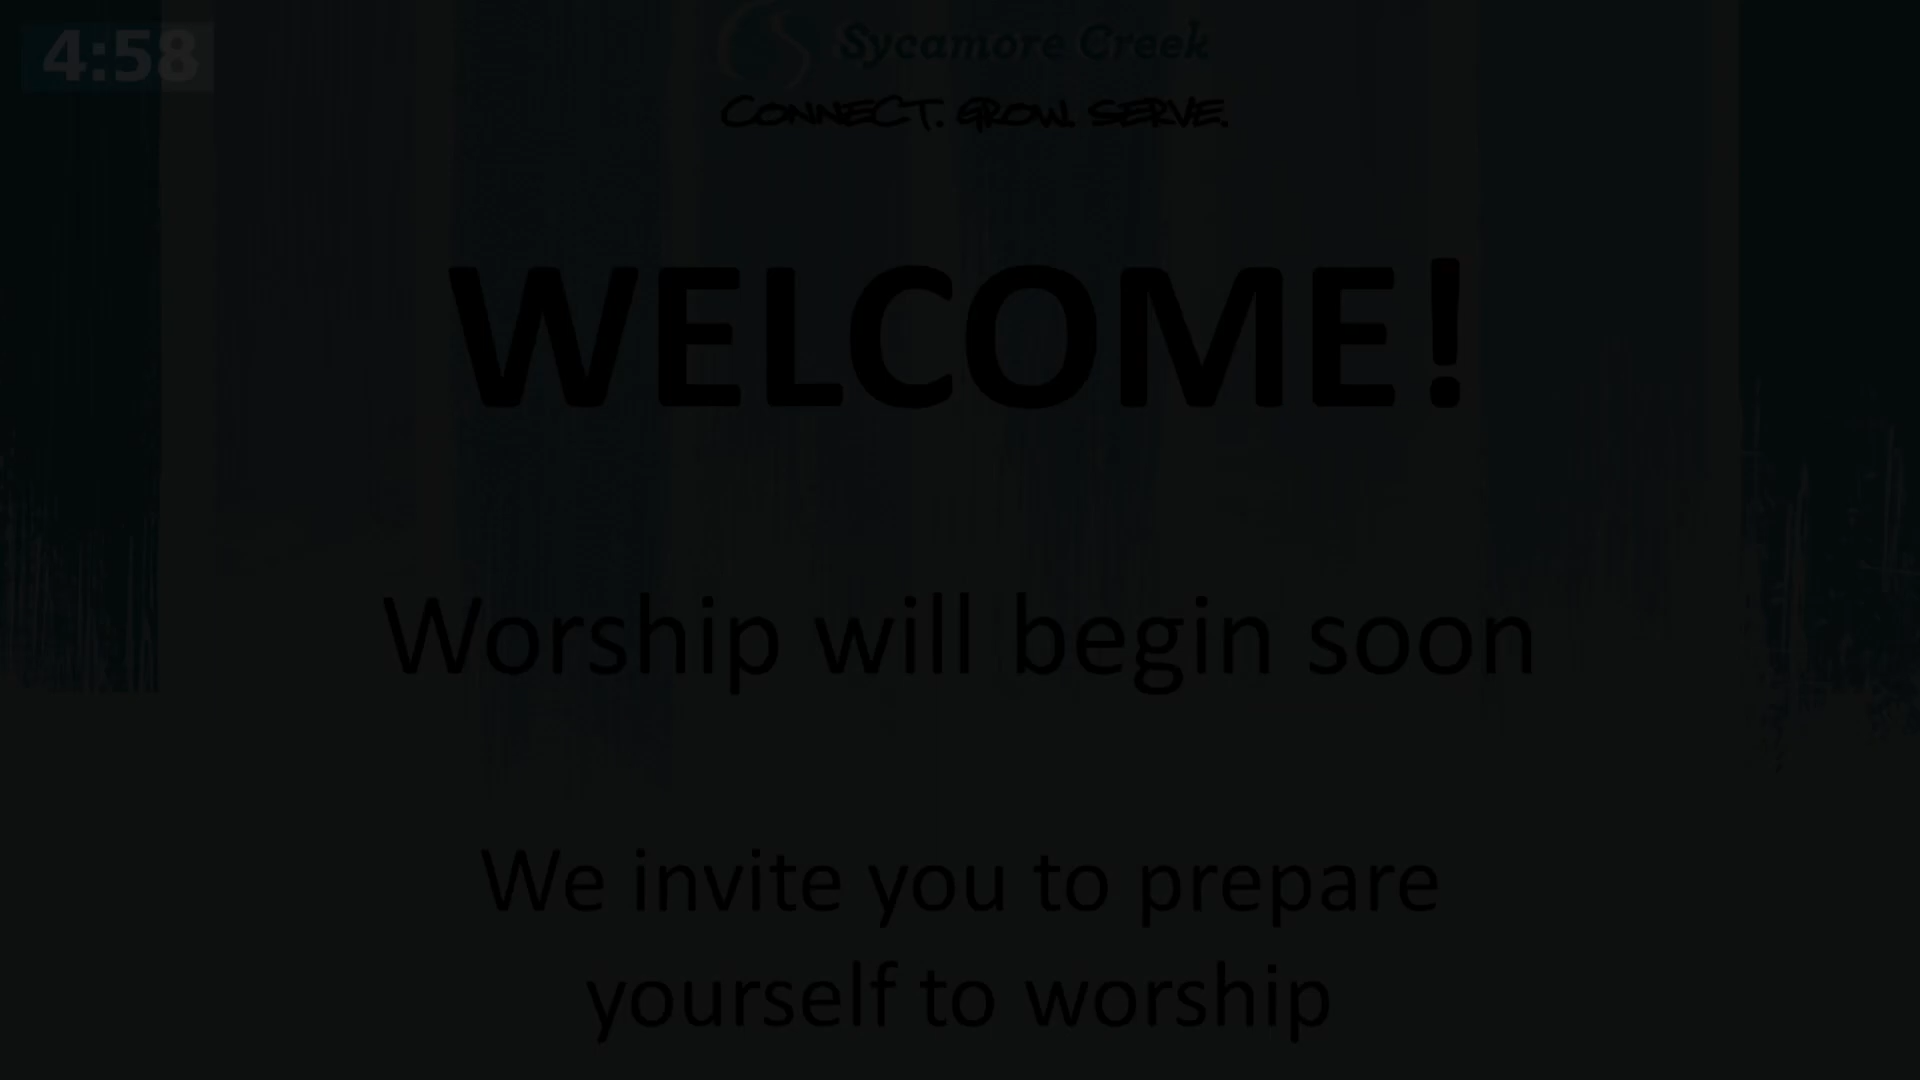 4:58
Sycamore Creek
CONNECT. GROW. SERVE.
WELCOME!
Worship will begin soon
We invite you to prepare
yourself to worship